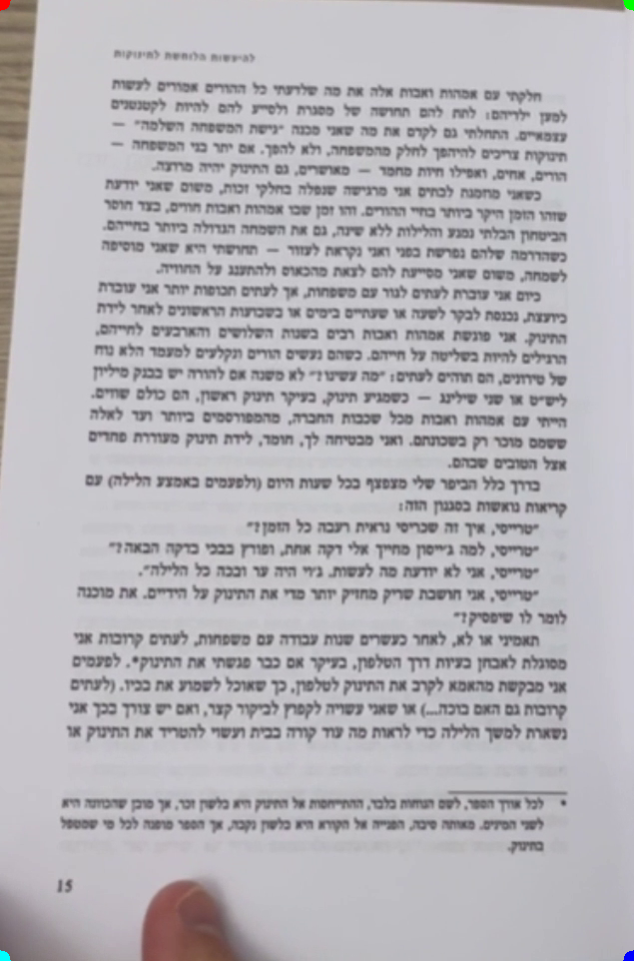 להיעשות הלוחשת לתינוקות
חלקתי עם אמהות ואבות אלה את מה שלדעתי כל ההורים אמורים לעשות
למען ילדיהם: לתת להם תחושה של מסגרת ולסייע להם להיות לקטנטנים
עצמאיים. התחלתי גם לקדם את מה שאני מכנה "גישת המשפחה השלמה" —
תינוקות צריכים להיהפך לחלק מהמשפחה, ולא להפך. אם יתר בני המשפחה —
הורים, אחים, ואפילו חיות מחמד — מאושרים, גם התינוק יהיה מרוצה.
כשאני מוזמנת לבתים אני מרגישה שנפלה בחלקי זכות, משום שאני יודעת
שזהו הזמן היקר ביותר בחיי ההורים. זהו זמן שבו אמהות ואבות חווים, בצד חוסר
הביטחון הבלתי נמנע והלילות ללא שינה, גם את השמחה הגדולה ביותר בחייהם.
כשהדרמה שלהם נפרשת בפני ואני נקראת לעזור — תחושתי היא שאני מוסיפה
לשמחה, משום שאני מסייעת להם לצאת מהכאוס ולהתענג על החוויה.
כיום אני עוברת לעתים לגור עם משפחות, אך לעתים תכופות יותר אני עובדת
כיועצת, נכנסת לבקר לשעה או שעתיים בימים או בשבועות הראשונים לאחר לידת
התינוק. אני פוגשת אמהות ואבות רבים בשנות השלושים והארבעים לחייהם,
הרגילים להיות בשליטה על חייהם. כשהם נעשים הורים ונקלעים למעמד הלא נוח
של טירונים, הם תוהים לעתים: "מה עשינו?" לא משנה אם להורה יש בבנק מיליון
ליש"ט או שני שילינג — כשמגיע תינוק, בעיקר תינוק ראשון, הם כולם שווים.
הייתי עם אמהות ואבות מכל שכבות החברה, מהמפורסמים ביותר ועד לאלה
ששמם מוכר רק בשכונתם. ואני מבטיחה לך, חומד, לידת תינוק מעוררת פחדים
אצל הטובים שבהם.
בדרך כלל הביפר שלי מצפצף בכל שעות היום (ולפעמים באמצע הלילה) עם
קריאות נואשות בסגנון הזה:
"טרייסי, איך זה שכריסי נראית רעבה כל הזמן?"
"טרייסי, למה ג'ייסון מחייך אלי דקה אחת, ופורץ בבכי בדקה הבאה?"
"טרייסי, אני לא יודעת מה לעשות. ג'וי היה ער ובכה כל הלילה".
"טרייסי, אני חושבת שריק מחזיק יותר מדי את התינוק על הידיים. את מוכנה
לומר לו שיפסיק?"
תאמיני או לא, לאחר כעשרים שנות עבודה עם משפחות, לעתים קרובות אני
מסוגלת לאבחן בעיות דרך הטלפון, בעיקר אם כבר פגשתי את התינוק*. לפעמים
אני מבקשת מהאמא לקרב את התינוק לטלפון, כך שאוכל לשמוע את בכיו. (לעתים
קרובות גם האם בוכה...) או שאני עשויה לקפוץ לביקור קצר, ואם יש צורך בכך אני
נשארת למשך הלילה כדי לראות מה עוד קורה בבית ועשוי להטריד את התינוק או
* לכל אורך הספר, לשם הנוחות בלבד, ההתייחסות אל התינוק היא בלשון זכר, אך מובן שהכוונה היא
לשני המינים. מאותה סיבה, הפנייה אל הקורא היא בלשון נקבה, אך הספר מופנה לכל מי שמטפל
בתינוק.
15